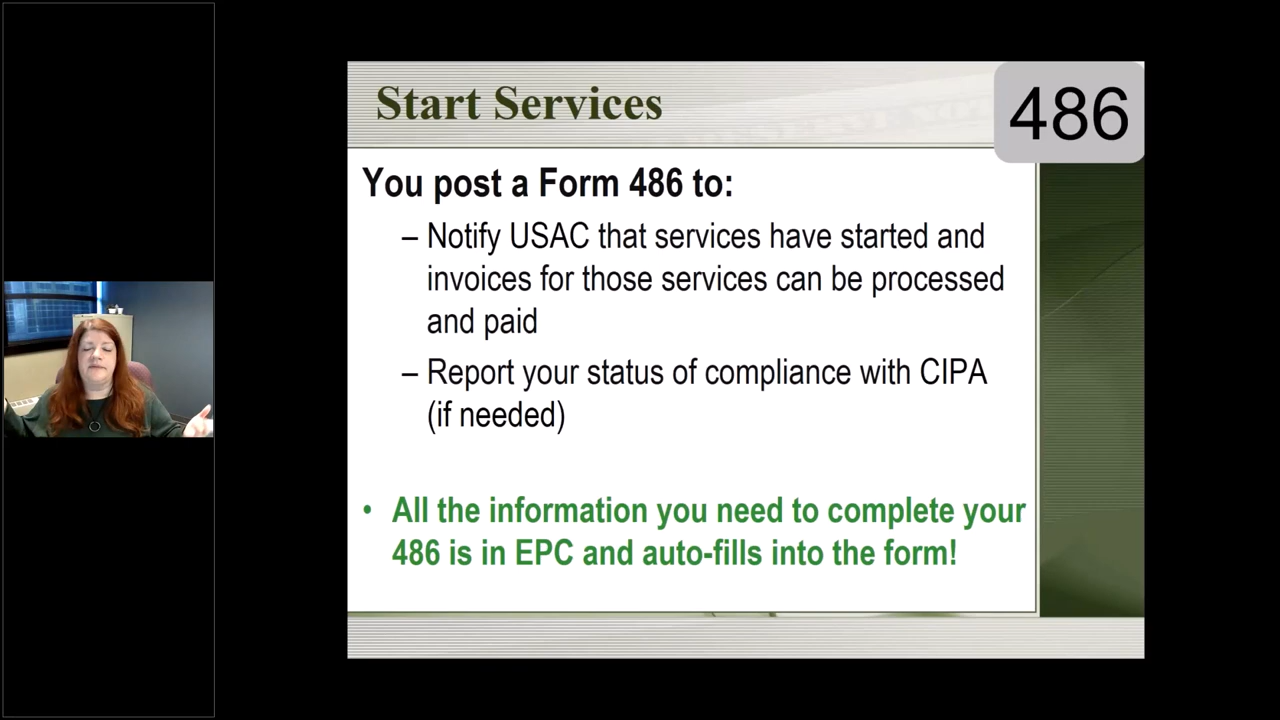 Start Services
486
You post a Form 486 to:
– Notify USAC that services have started and
invoices for those services can be processed
and paid
– Report your status of compliance with CIPA
(if needed)
• All the information you need to complete your
486 is in EPC and auto-fills into the form!